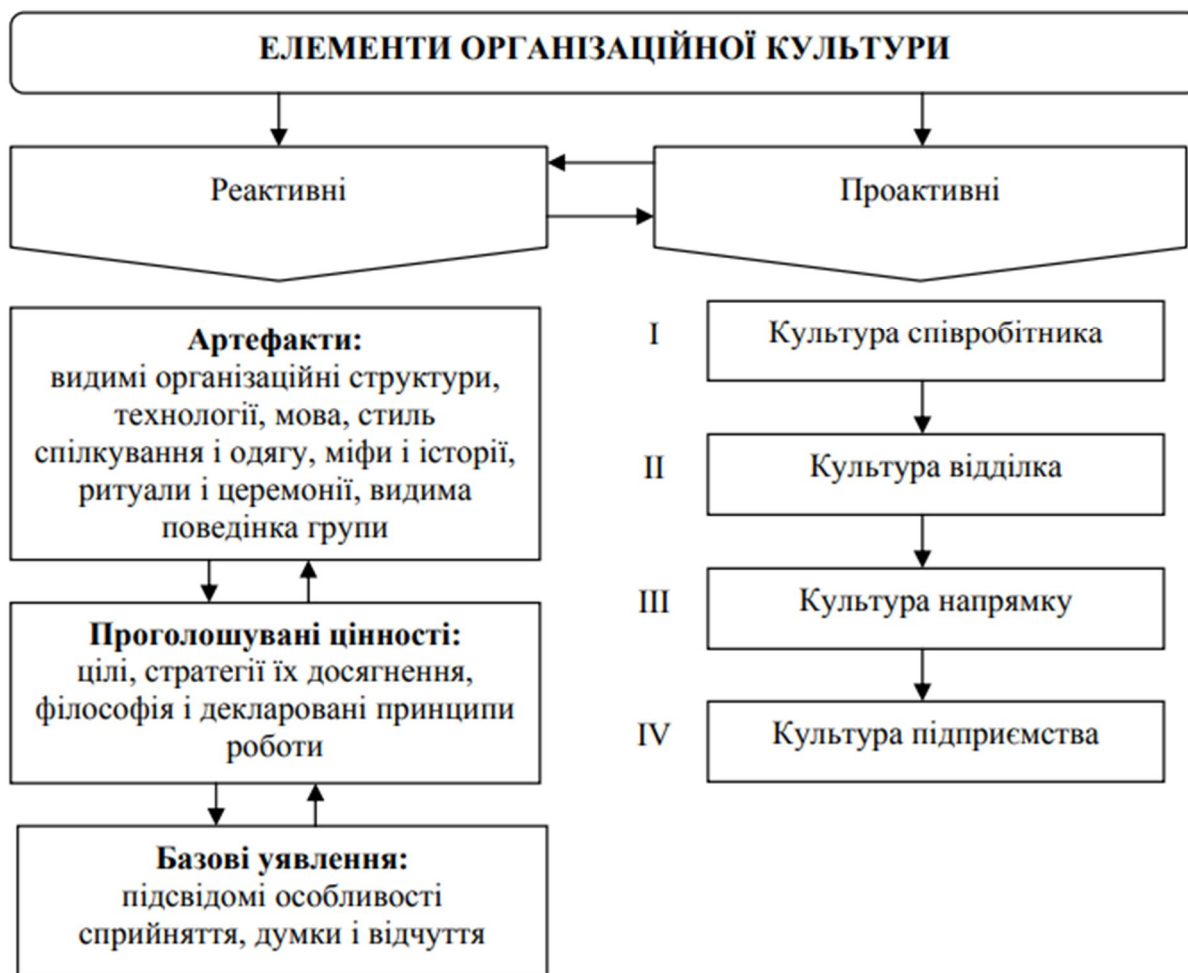 ЕЛЕМЕНТИ ОРГАНІЗАЦІЙНОЇ КУЛЬТУРИ
Реактивні
Проактивні
Артефакти:
видимі організаційні структури,
технології, мова, стиль
спілкування і одягу, міфи і історії,
ритуали і церемонії, видима
поведінка групи
Проголошувані цінності:
цілі, стратегії їх досягнення,
філософія і декларовані принципи
роботи
Базові уявлення:
підсвідомі особливості
сприйняття, думки і відчуття
I Культура співробітника
II Культура відділка
III Культура напрямку
IV Культура підприємства